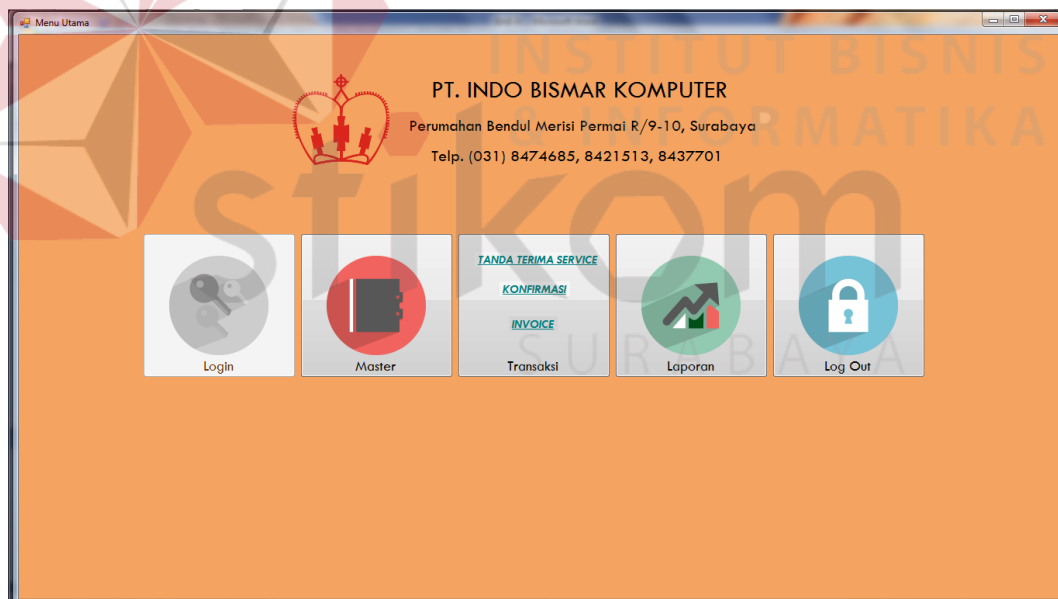 Menu Utama
INSTITUT BISNIS
& INFORMATIKA
stikom
SURABAYA
PT. INDO BISMAR KOMPUTER
Perumahan Bendul Merisi Permai R/9-10, Surabaya
Telp. (031) 8474685, 8421513, 8437701
TANDA TERIMA SERVICE
KONFIRMASI
INVOICE
Login
Master
Transaksi
Laporan
Log Out